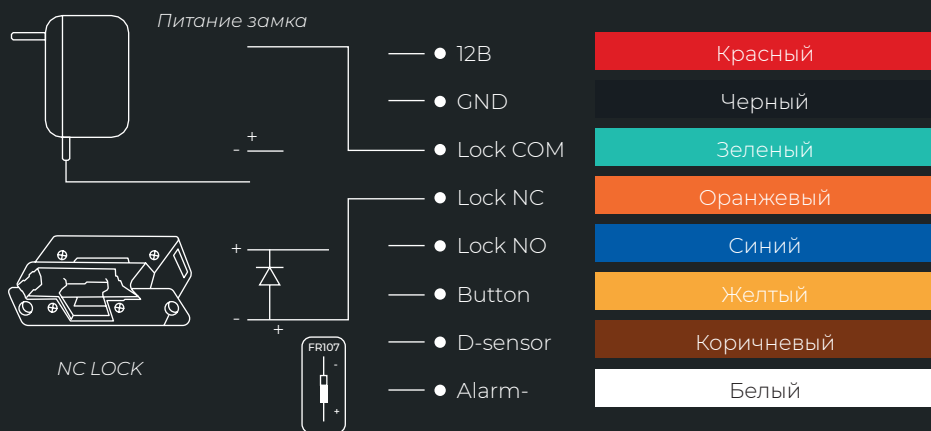 Питание замка
12В
Красный
GND
Черный
+
-
Lock COM
Зеленый
Lock NC
Оранжевый
+
Lock NO
Синий
Button
Желтый
-
+
D-sensor
Коричневый
FR107
-
+
NC LOCK
Alarm-
Белый